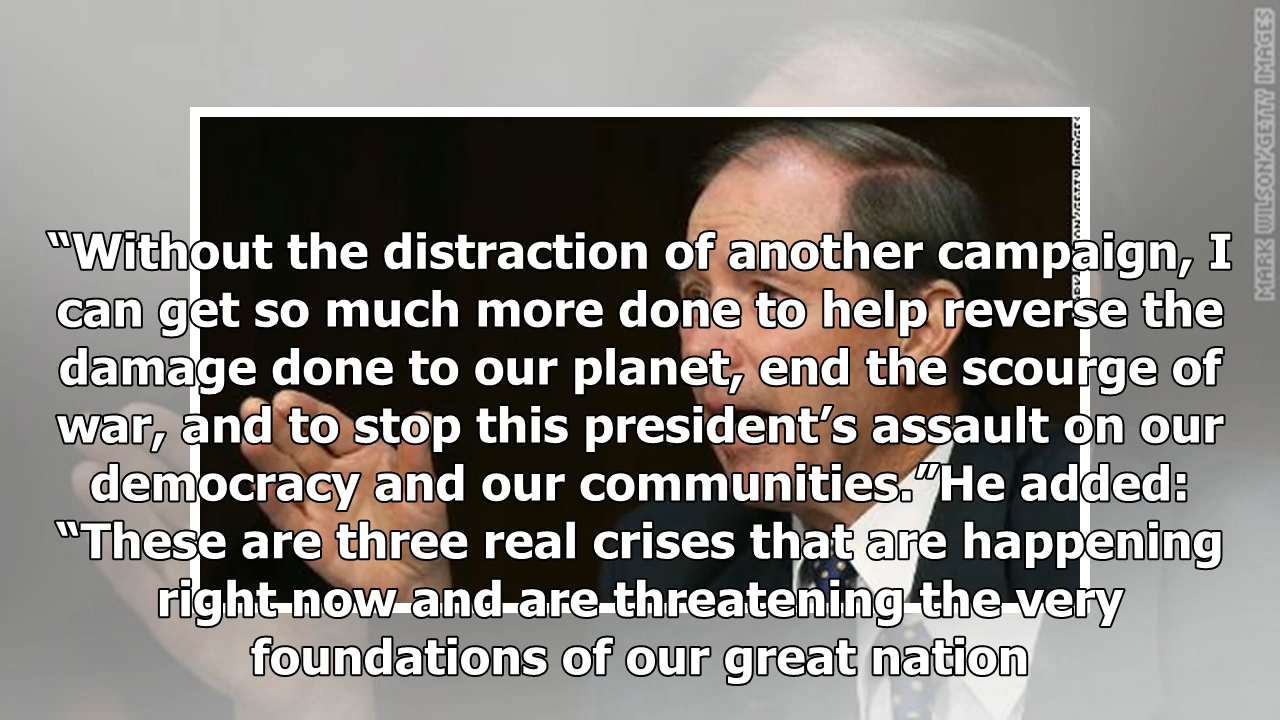 “Without the distraction of another campaign, I
can get so much more done to help reverse the
damage done to our planet, end the scourge of
war, and to stop this president’s assault on our
democracy and our communities.”He added:
“These are three real crises that are happening
right now and are threatening the very
foundations of our great nation
MARK WILSON/GETTY IMAGES